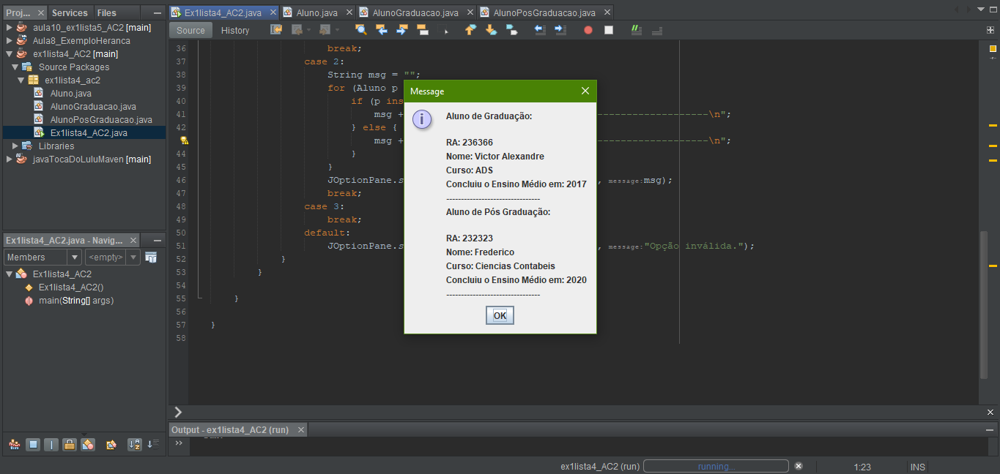 Proj...
Services
Files
aula10_ex1lista5_AC2 [main]
Aula8_ExemploHeranca
ex1lista4_AC2 [main]
Source Packages
ex1lista4_ac2
Aluno.java
AlunoGraduacao.java
AlunoPosGraduacao.java
Ex1lista4_AC2.java
Libraries
javaTocaDoLuluMaven [main]
Ex1lista4_AC2.java - Navig...
Members
<empty>
Ex1lista4_AC2
Ex1lista4_AC2()
main(String[] args)
Ex1lista4_AC2.java
Aluno.java
AlunoGraduacao.java
AlunoPosGraduacao.java
Source
History
36 break;
37 case 2:
38 String msg = "";
39 for (Aluno p
40 if (p ins
41 msg + -------------------\n";
42 } else {
msg + -------------------\n";
44 }
45 }
46 JOptionPane.s , message:msg);
47 break;
48 case 3:
49 break;
50 default:
51 JOptionPane.s , message:"Opção inválida.");
52 }
53 }
54
55 }
56
57 }
58
Message
Aluno de Graduação:
RA: 236366
Nome: Victor Alexandre
Curso: ADS
Concluiu o Ensino Médio em: 2017
--------------------------------
Aluno de Pós Graduação:
RA: 232323
Nome: Frederico
Curso: Ciencias Contabeis
Concluiu o Ensino Médio em: 2020
--------------------------------
OK
Output - ex1lista4_AC2 (run)
ex1lista4_AC2 (run)
running...
1:23
INS